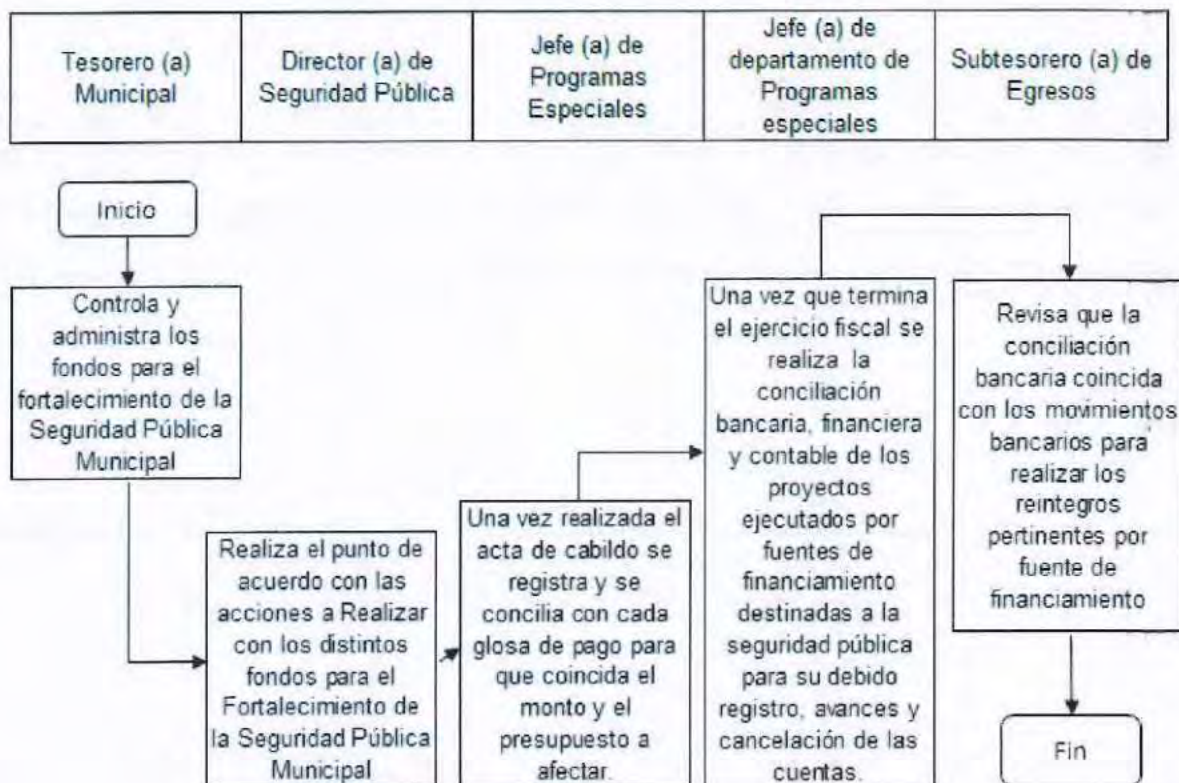 Tesorero (a)
Municipal
Director (a) de
Seguridad Pública
Jefe (a) de
Programas
Especiales
Jefe (a) de
departamento de
Programas
especiales
Subtesorero (a) de
Egresos
Inicio
Controla y
administra los
fondos para el
fortalecimiento de la
Seguridad Pública
Municipal
Realiza el punto de
acuerdo con las
acciones a Realizar
con los distintos
fondos para el
Fortalecimiento de
la Seguridad Pública
Municipal
Una vez realizada el
acta de cabildo se
registra y se
concilia con cada
glosa de pago para
que coincida el
monto y el
presupuesto a
afectar.
Una vez que termina
el ejercicio fiscal se
realiza la
conciliación
bancaria, financiera
y contable de los
proyectos
ejecutados por
fuentes de
financiamiento
destinadas a la
seguridad pública
para su debido
registro, avances y
cancelación de las
cuentas.
Revisa que la
conciliación
bancaria coincida
con los movimientos
bancarios para
realizar los
reintegros
pertinentes por
fuente de
financiamiento
Fin